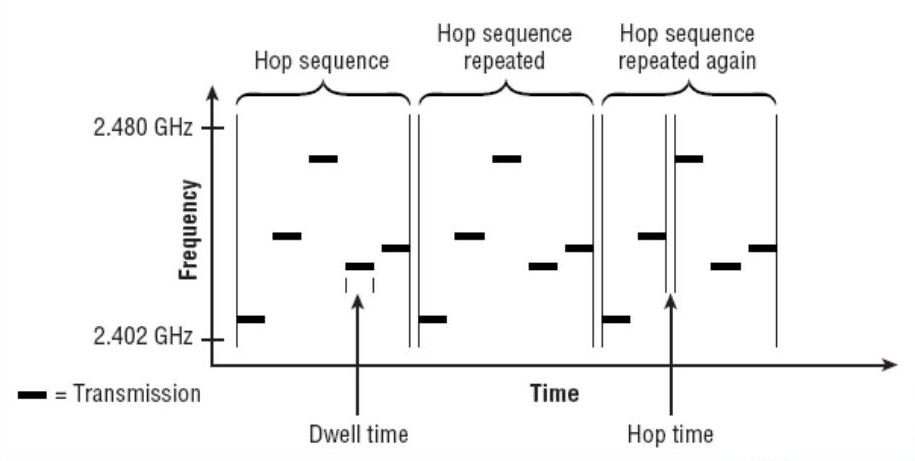 Hop sequence
Hop sequence
repeated
Hop sequence
repeated again
2.480 GHz
Frequency
2.402 GHz
= Transmission
Time
Dwell time
Hop time